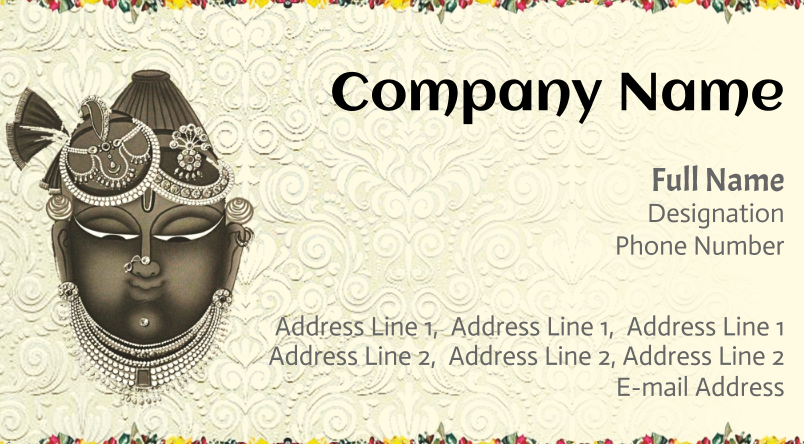 Company Name
Full Name
Designation
Phone Number
Address Line 1,  Address Line 1,  Address Line 1
Address Line 2,  Address Line 2, Address Line 2
E-mail Address